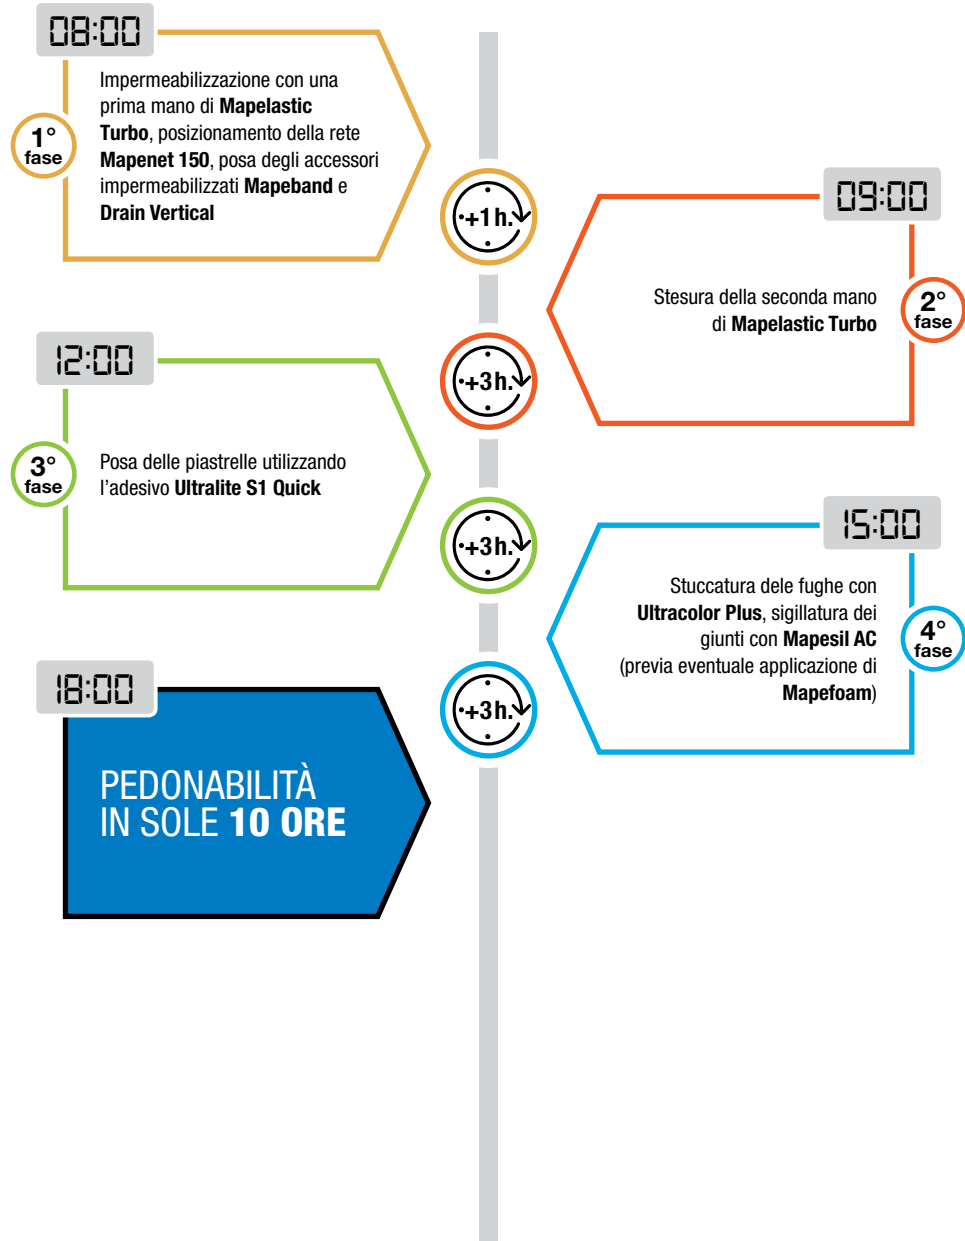 08:00
1°
fase
Impermeabilizzazione con una
prima mano di Mapelastic
Turbo, posizionamento della rete
Mapenet 150, posa degli accessori
impermeabilizzati Mapeband e
Drain Vertical
+1 h.
09:00
2°
fase
Stesura della seconda mano
di Mapelastic Turbo
+3 h.
12:00
3°
fase
Posa delle piastrelle utilizzando
l'adesivo Ultralite S1 Quick
+3 h.
15:00
4°
fase
Stuccatura dele fughe con
Ultracolor Plus, sigillatura dei
giunti con Mapesil AC
(previa eventuale applicazione di
Mapefoam)
+3 h.
18:00
PEDONABILITÀ
IN SOLE 10 ORE